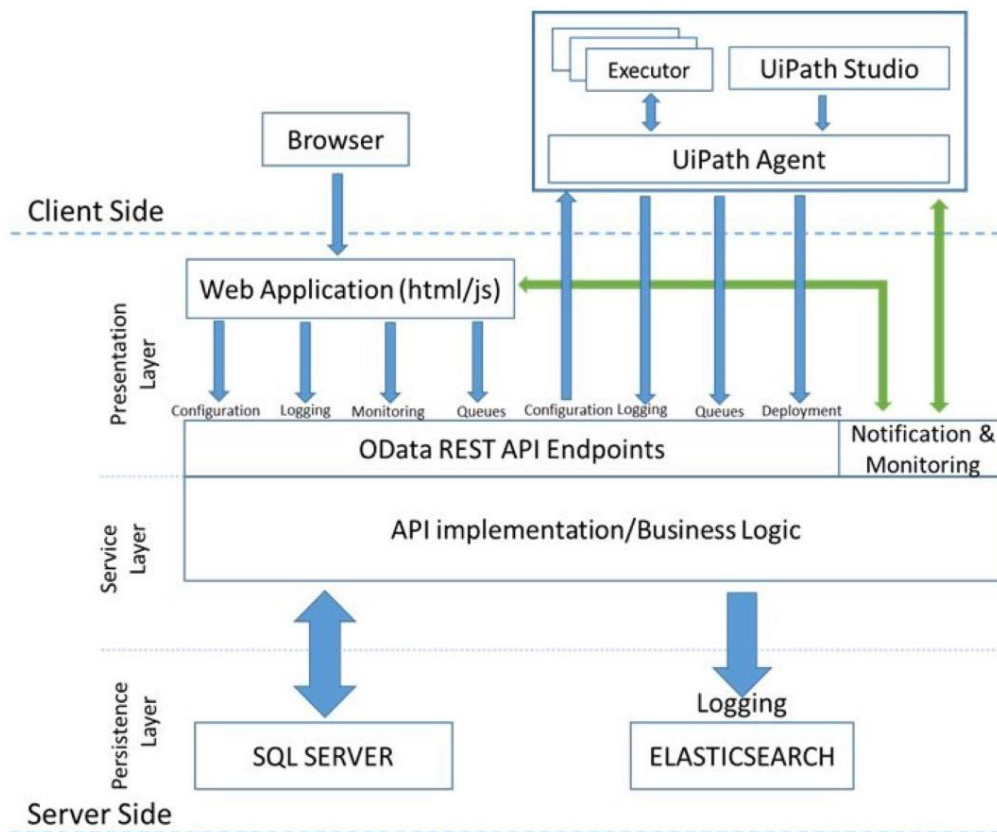 Executor
UiPath Studio
Browser
UiPath Agent
Client Side
Web Application (html/js)
Presentation
Layer
Configuration
Logging
Monitoring
Queues
Configuration
Logging
Queues
Deployment
OData REST API Endpoints
Notification &
Monitoring
Service
Layer
API implementation/Business Logic
Persistence
Layer
Logging
SQL SERVER
ELASTICSEARCH
Server Side